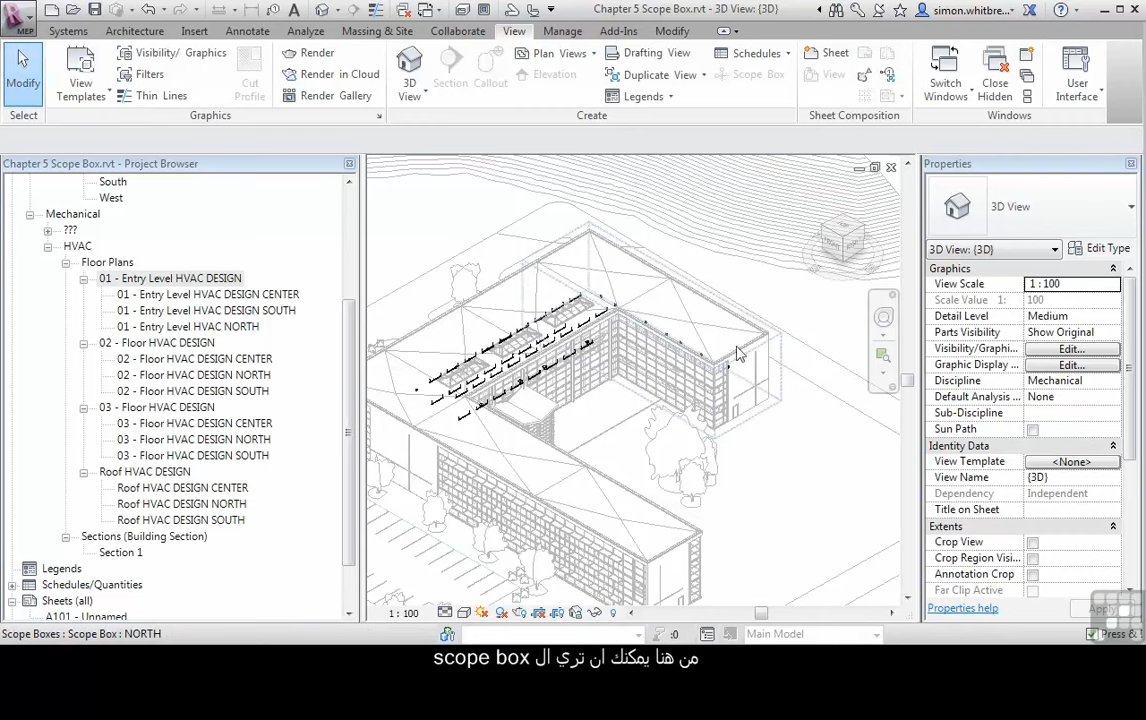 Chapter 5 Scope Box.rvt - 3D View: {3D}
simon.whitbre...
MEP
Systems Architecture Insert Annotate Analyze Massing & Site Collaborate View Manage Add-Ins Modify
Modify
View Templates
Visibility/ Graphics
Filters
Thin Lines
Cut Profile
Render
Render in Cloud
Render Gallery
3D View
Section
Callout
Plan Views
Elevation
Drafting View
Duplicate View
Legends
Schedules
Scope Box
Sheet
View
Switch Windows
Close Hidden
User Interface
Select Graphics Create Sheet Composition Windows
Chapter 5 Scope Box.rvt - Project Browser
South
West
Mechanical
???
HVAC
Floor Plans
01 - Entry Level HVAC DESIGN
01 - Entry Level HVAC DESIGN CENTER
01 - Entry Level HVAC DESIGN SOUTH
01 - Entry Level HVAC NORTH
02 - Floor HVAC DESIGN
02 - Floor HVAC DESIGN CENTER
02 - Floor HVAC DESIGN NORTH
02 - Floor HVAC DESIGN SOUTH
03 - Floor HVAC DESIGN
03 - Floor HVAC DESIGN CENTER
03 - Floor HVAC DESIGN NORTH
03 - Floor HVAC DESIGN SOUTH
Roof HVAC DESIGN
Roof HVAC DESIGN CENTER
Roof HVAC DESIGN NORTH
Roof HVAC DESIGN SOUTH
Sections (Building Section)
Section 1
Legends
Schedules/Quantities
Sheets (all)
A101 - Unnamed
1 : 100
Properties
3D View
3D View: {3D} Edit Type
Graphics
View Scale 1 : 100
Scale Value 1: 100
Detail Level Medium
Parts Visibility Show Original
Visibility/Graphi... Edit...
Graphic Display ... Edit...
Discipline Mechanical
Default Analysis ... None
Sub-Discipline
Sun Path
Identity Data
View Template <None>
View Name {3D}
Dependency Independent
Title on Sheet
Extents
Crop View
Crop Region Visi...
Annotation Crop
Far Clip Active
Properties help Apply
Scope Boxes : Scope Box : NORTH
:0
Main Model
Press &
من هنا يمكنك ان تري ال scope box